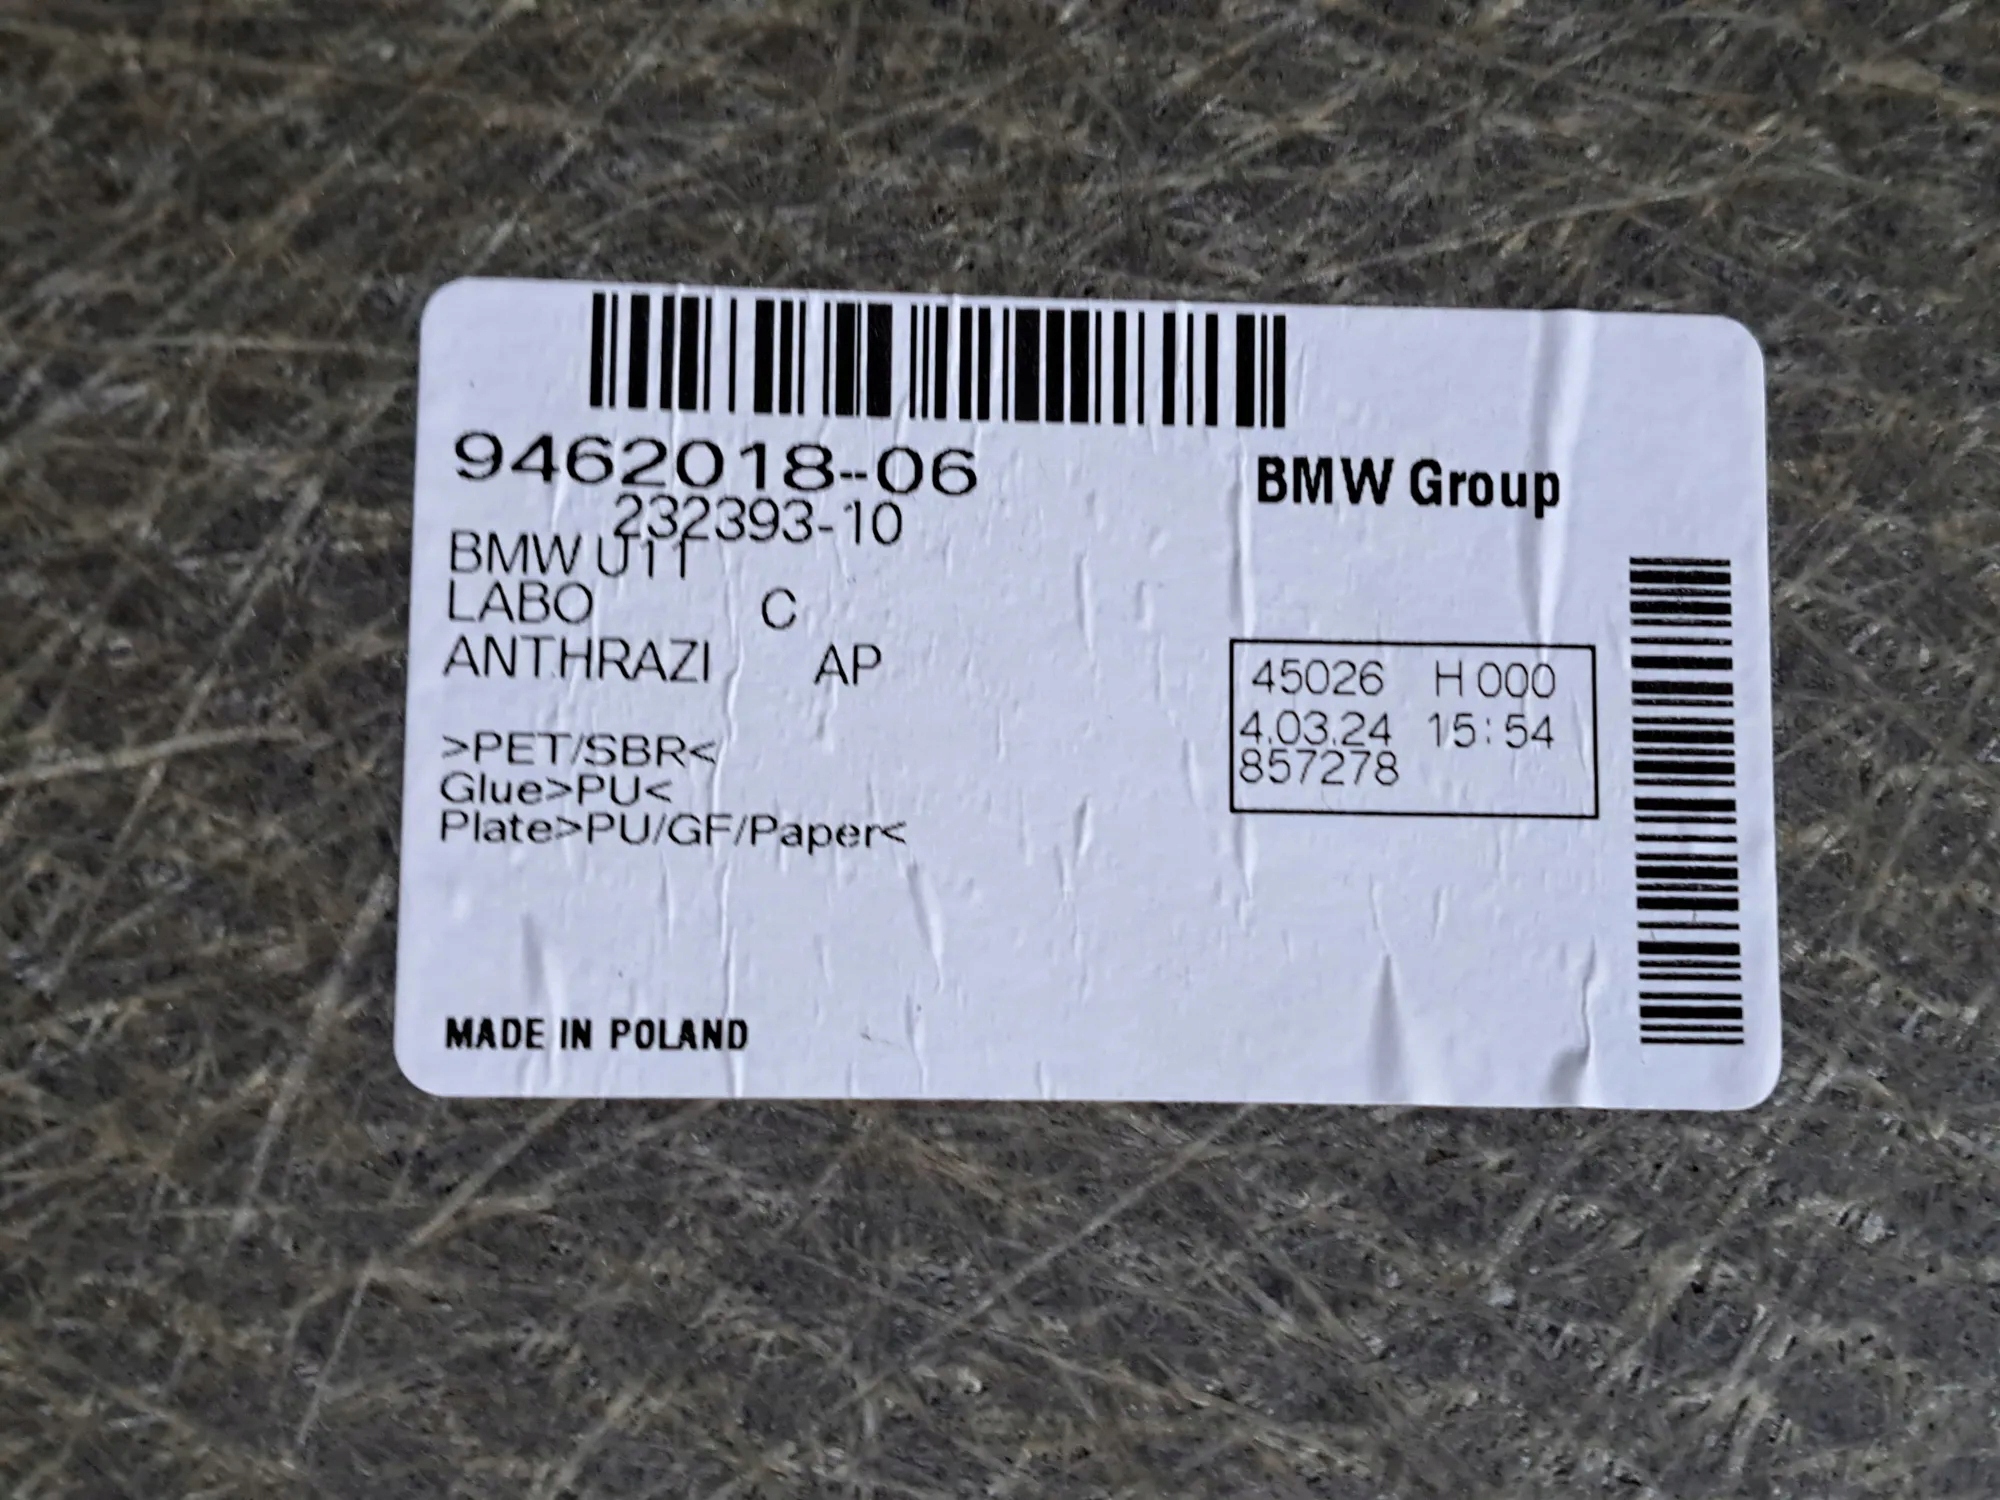 9462018--06
232393-10
BMW Group
BMW U11
LABO C
ANTHRAZI AP
45026 H 000
4.03.24 15:54
857278
>PET/SBR<
Glue>PU<
Plate>PU/GF/Paper<
MADE IN POLAND